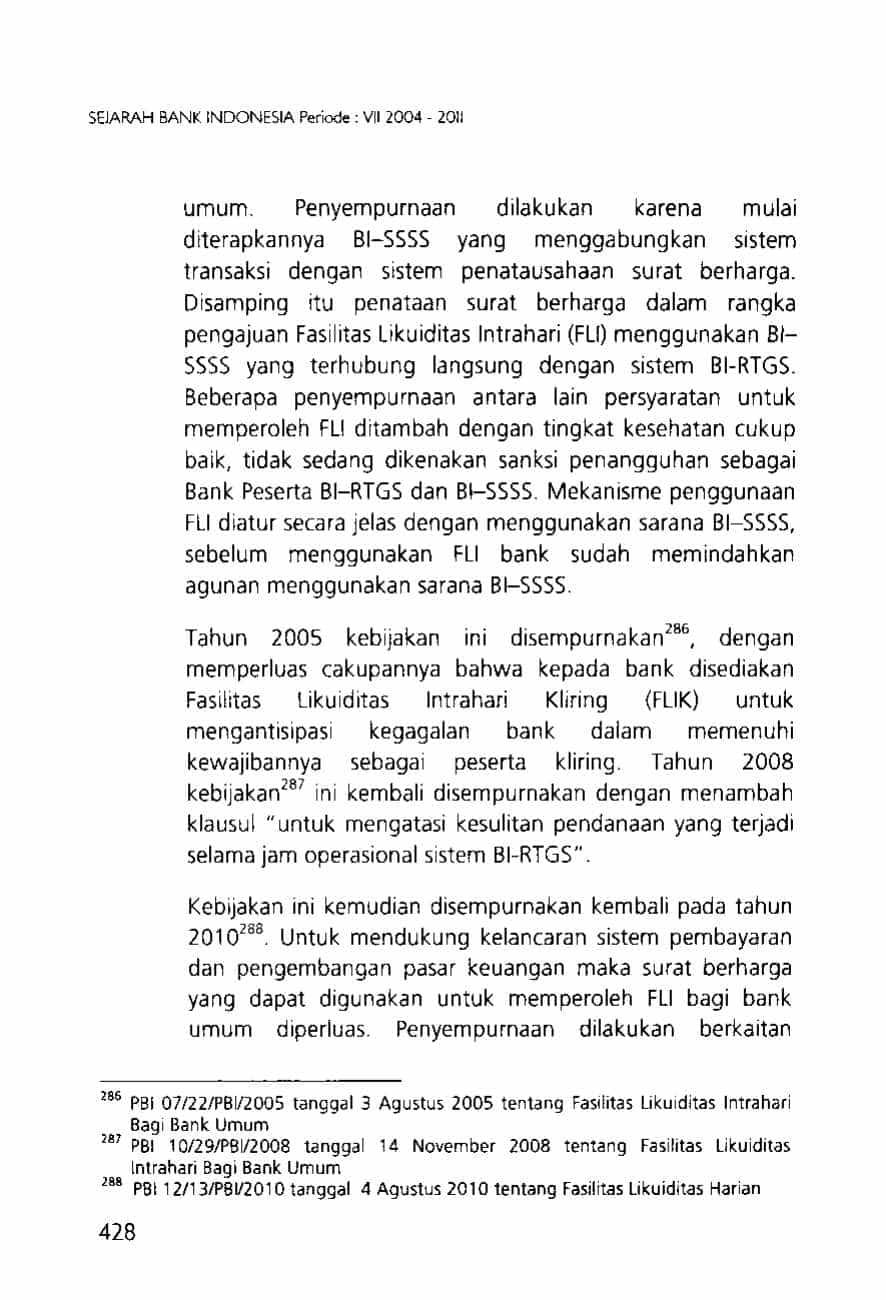 SEJARAH BANK INDONESIA Periode : VII 2004 - 2011
umum. Penyempurnaan dilakukan karena mulai
diterapkannya BI–SSSS yang menggabungkan sistem
transaksi dengan sistem penatausahaan surat berharga.
Disamping itu penataan surat berharga dalam rangka
pengajuan Fasilitas Likuiditas Intrahari (FLI) menggunakan BI–
SSSS yang terhubung langsung dengan sistem BI-RTGS.
Beberapa penyempurnaan antara lain persyaratan untuk
memperoleh FLI ditambah dengan tingkat kesehatan cukup
baik, tidak sedang dikenakan sanksi penangguhan sebagai
Bank Peserta BI–RTGS dan BI–SSSS. Mekanisme penggunaan
FLI diatur secara jelas dengan menggunakan sarana BI–SSSS,
sebelum menggunakan FLI bank sudah memindahkan
agunan menggunakan sarana BI–SSSS.
Tahun 2005 kebijakan ini disempurnakan286, dengan
memperluas cakupannya bahwa kepada bank disediakan
Fasilitas Likuiditas Intrahari Kliring (FLIK) untuk
mengantisipasi kegagalan bank dalam memenuhi
kewajibannya sebagai peserta kliring. Tahun 2008
kebijakan287 ini kembali disempurnakan dengan menambah
klausul "untuk mengatasi kesulitan pendanaan yang terjadi
selama jam operasional sistem BI-RTGS".
Kebijakan ini kemudian disempurnakan kembali pada tahun
2010288. Untuk mendukung kelancaran sistem pembayaran
dan pengembangan pasar keuangan maka surat berharga
yang dapat digunakan untuk memperoleh FLI bagi bank
umum diperluas. Penyempurnaan dilakukan berkaitan
286 PBI 07/22/PBI/2005 tanggal 3 Agustus 2005 tentang Fasilitas Likuiditas Intrahari
Bagi Bank Umum
287 PBI 10/29/PBI/2008 tanggal 14 November 2008 tentang Fasilitas Likuiditas
Intrahari Bagi Bank Umum
288 PBI 12/13/PBI/2010 tanggal 4 Agustus 2010 tentang Fasilitas Likuiditas Harian
428